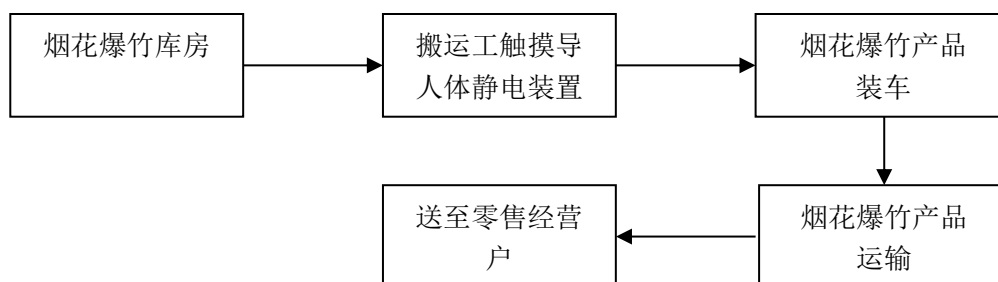 烟花爆竹库房
搬运工触摸导
人体静电装置
烟花爆竹产品
装车
烟花爆竹产品
运输
送至零售经营
户